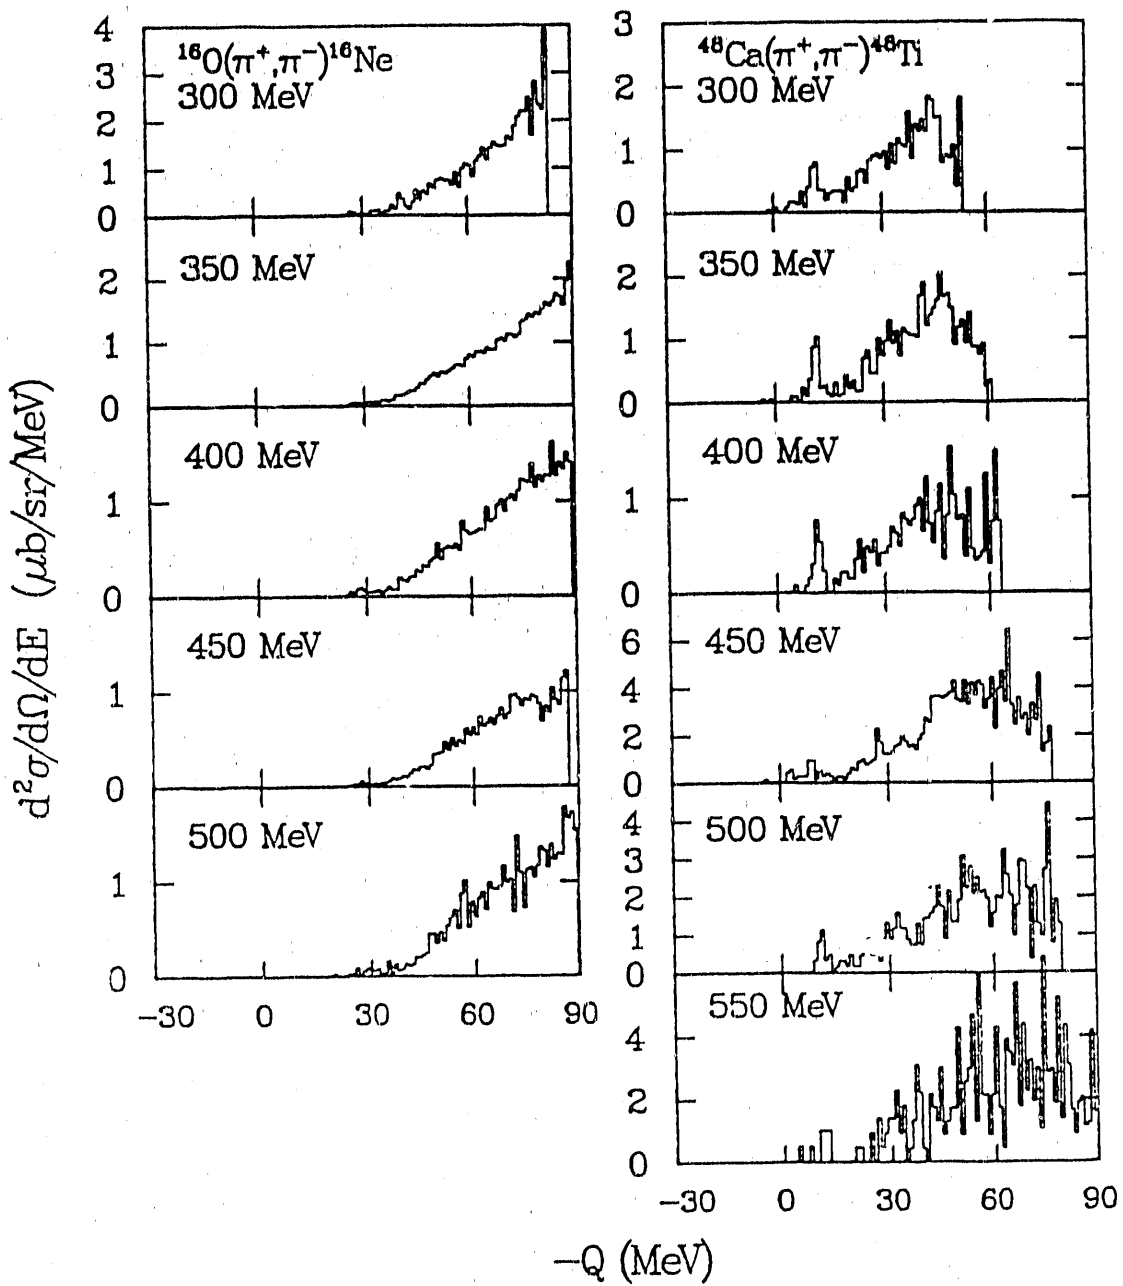 d²σ/dΩ/dE (μb/sr/MeV)
¹⁶O(π⁺,π⁻)¹⁶Ne
300 MeV
4
3
2
1
0
350 MeV
2
1
0
400 MeV
1
0
450 MeV
1
0
500 MeV
1
0
−30 0 30 60 90
⁴⁸Ca(π⁺,π⁻)⁴⁸Ti
300 MeV
3
2
1
0
350 MeV
2
1
0
400 MeV
1
0
450 MeV
6
4
2
0
500 MeV
4
3
2
1
0
550 MeV
4
2
0
−30 0 30 60 90
−Q (MeV)